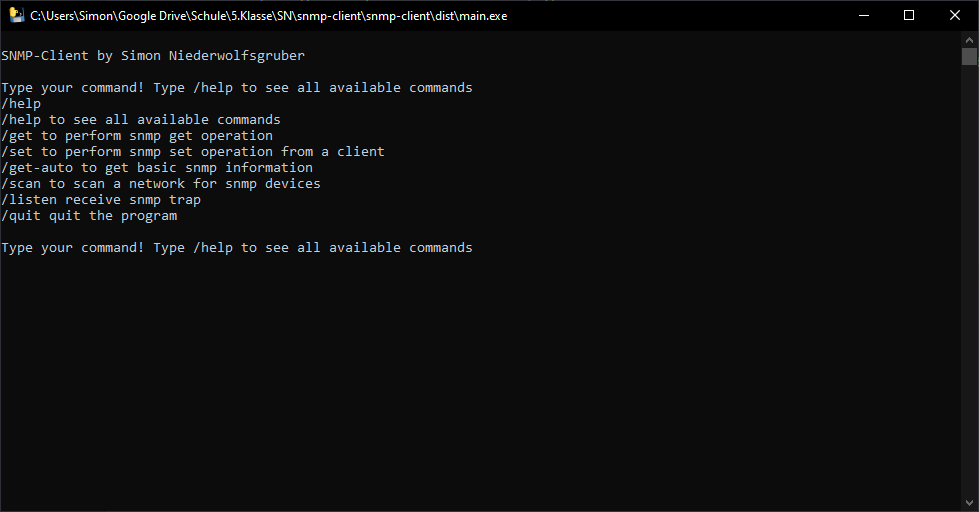 C:\Users\Simon\Google Drive\Schule\5.Klasse\SN\snmp-client\snmp-client\dist\main.exe
SNMP-Client by Simon Niederwolfsgruber
Type your command! Type /help to see all available commands
/help
/help to see all available commands
/get to perform snmp get operation
/set to perform snmp set operation from a client
/get-auto to get basic snmp information
/scan to scan a network for snmp devices
/listen receive snmp trap
/quit quit the program
Type your command! Type /help to see all available commands